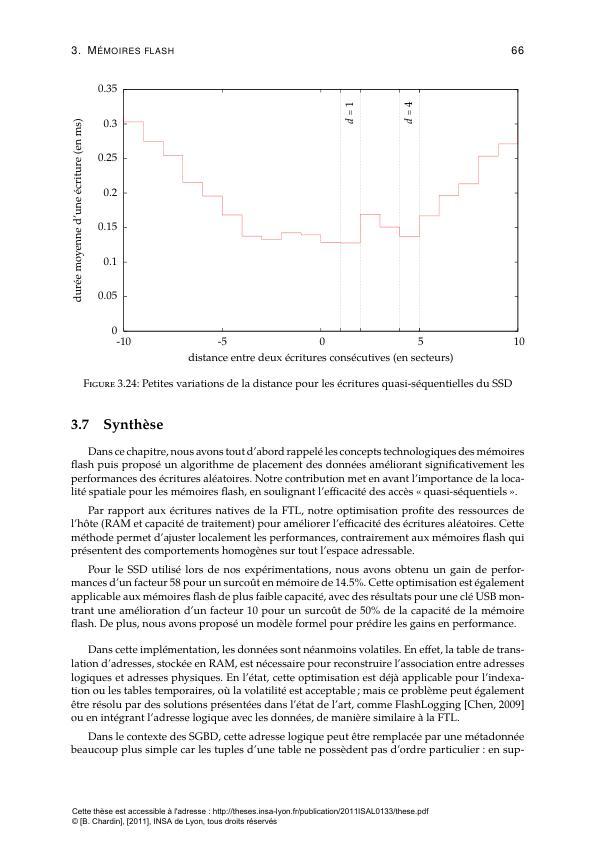 3. MÉMOIRES FLASH 66
0.35
0.3
0.25
0.2
0.15
0.1
0.05
0
durée moyenne d'une écriture (en ms)
d = 1
d = 4
-10 -5 0 5 10
distance entre deux écritures consécutives (en secteurs)
FIGURE 3.24: Petites variations de la distance pour les écritures quasi-séquentielles du SSD
3.7 Synthèse
Dans ce chapitre, nous avons tout d'abord rappelé les concepts technologiques des mémoires
flash puis proposé un algorithme de placement des données améliorant significativement les
performances des écritures aléatoires. Notre contribution met en avant l'importance de la loca-
lité spatiale pour les mémoires flash, en soulignant l'efficacité des accès « quasi-séquentiels ».
Par rapport aux écritures natives de la FTL, notre optimisation profite des ressources de
l'hôte (RAM et capacité de traitement) pour améliorer l'efficacité des écritures aléatoires. Cette
méthode permet d'ajuster localement les performances, contrairement aux mémoires flash qui
présentent des comportements homogènes sur tout l'espace adressable.
Pour le SSD utilisé lors de nos expérimentations, nous avons obtenu un gain de perfor-
mances d'un facteur 58 pour un surcoût en mémoire de 14.5%. Cette optimisation est également
applicable aux mémoires flash de plus faible capacité, avec des résultats pour une clé USB mon-
trant une amélioration d'un facteur 10 pour un surcoût de 50% de la capacité de la mémoire
flash. De plus, nous avons proposé un modèle formel pour prédire les gains en performance.
Dans cette implémentation, les données sont néanmoins volatiles. En effet, la table de trans-
lation d'adresses, stockée en RAM, est nécessaire pour reconstruire l'association entre adresses
logiques et adresses physiques. En l'état, cette optimisation est déjà applicable pour l'indexa-
tion ou les tables temporaires, où la volatilité est acceptable ; mais ce problème peut également
être résolu par des solutions présentées dans l'état de l'art, comme FlashLogging [Chen, 2009]
ou en intégrant l'adresse logique avec les données, de manière similaire à la FTL.
Dans le contexte des SGBD, cette adresse logique peut être remplacée par une métadonnée
beaucoup plus simple car les tuples d'une table ne possèdent pas d'ordre particulier : en sup-
Cette thèse est accessible à l'adresse : http://theses.insa-lyon.fr/publication/2011ISAL0133/these.pdf
© [B. Chardin], [2011], INSA de Lyon, tous droits réservés